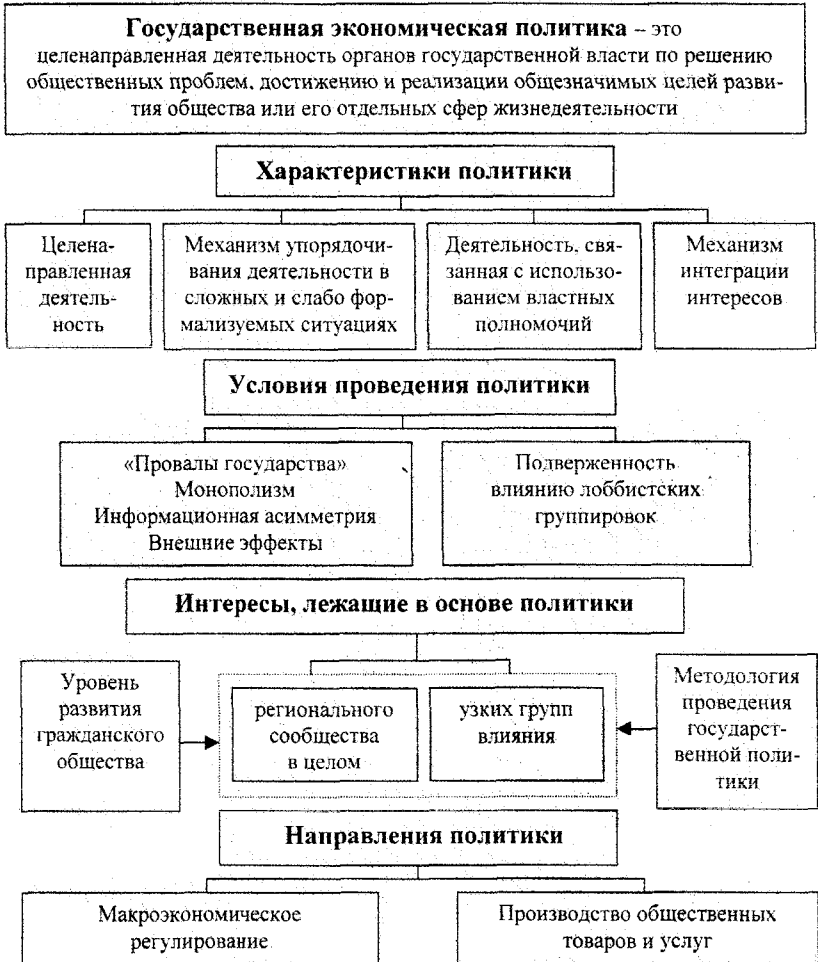 Государственная экономическая политика – это
целенаправленная деятельность органов государственной власти по решению
общественных проблем, достижению и реализации общезначимых целей разви-
тия общества или его отдельных сфер жизнедеятельности
Характеристики политики
Целена-
правленная
деятель-
ность
Механизм упорядочи-
вания деятельности в
сложных и слабо фор-
мализуемых ситуациях
Деятельность, свя-
занная с использо-
ванием властных
полномочий
Механизм
интеграции
интересов
Условия проведения политики
«Провалы государства»
Монополизм
Информационная асимметрия
Внешние эффекты
Подверженность
влиянию лоббистских
группировок
Интересы, лежащие в основе политики
Уровень
развития
гражданского
общества
регионального
сообщества
в целом
узких групп
влияния
Методология
проведения
государст-
венной поли-
тики
Направления политики
Макроэкономическое
регулирование
Производство общественных
товаров и услуг